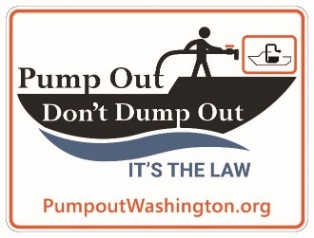 Pump Out
Don't Dump Out
IT'S THE LAW
PumpoutWashington.org